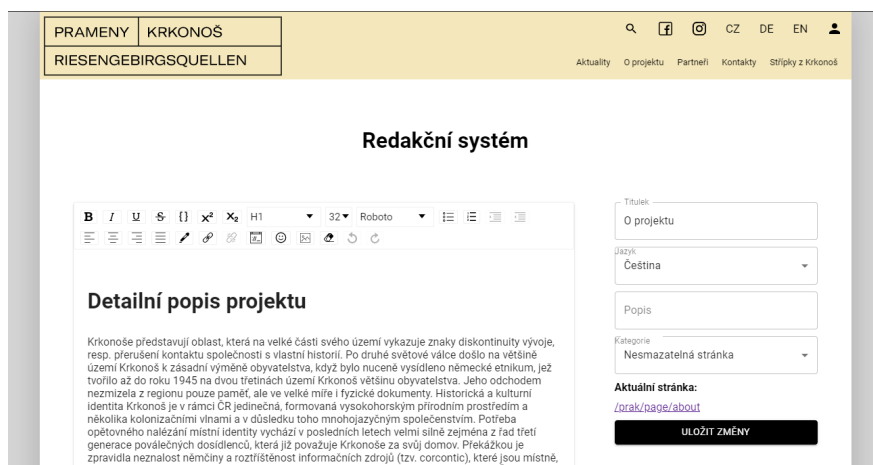 PRAMENY KRKONOŠ
RIESENGEBIRGSQUELLEN
CZ DE EN
Aktuality O projektu Partneři Kontakty Střípky z Krkonoš
Redakční systém
B I U S {} x² X₂ H1 32 Roboto
Detailní popis projektu
Krkonoše představují oblast, která na velké části svého území vykazuje znaky diskontinuity vývoje,
resp. přerušení kontaktu společnosti s vlastní historií. Po druhé světové válce došlo na většině
území Krkonoš k zásadní výměně obyvatelstva, když bylo nuceně vysídleno německé etnikum, jež
tvořilo až do roku 1945 na dvou třetinách území Krkonoš většinu obyvatelstva. Jeho odchodem
nezmizela z regionu pouze paměť, ale ve velké míře i fyzické dokumenty. Historická a kulturní
identita Krkonoš je v rámci ČR jedinečná, formovaná vysokohorským přírodním prostředím a
několika kolonizačními vlnami a v důsledku toho mnohojazyčným společenstvím. Potřeba
opětovného nalézání místní identity vychází v posledních letech velmi silně zejména z řad třetí
generace poválečných dosídlenců, která již považuje Krkonoše za svůj domov. Překážkou je
zpravidla neznalost němčiny a roztříštěnost informačních zdrojů (tzv. corcontic), které jsou místně,
Titulek
O projektu
Jazyk
Čeština
Popis
Kategorie
Nesmazatelná stránka
Aktuální stránka:
/prak/page/about
ULOŽIT ZMĚNY